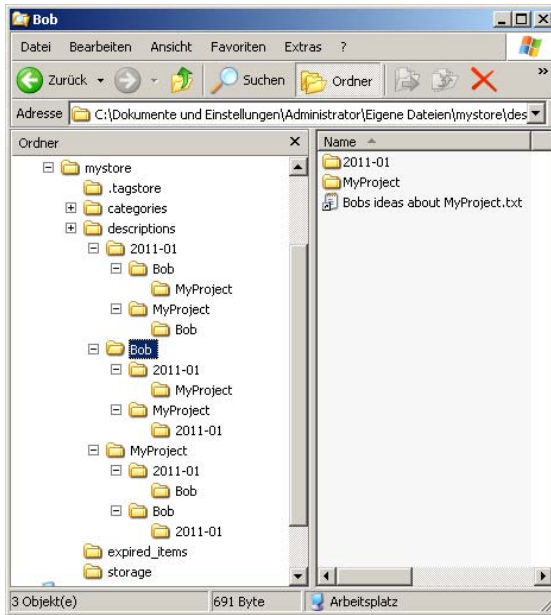 Bob
Datei Bearbeiten Ansicht Favoriten Extras ?
Zurück Suchen Ordner »
Adresse C:\Dokumente und Einstellungen\Administrator\Eigene Dateien\mystore\des
Ordner x
mystore
.tagstore
categories
descriptions
2011-01
Bob
MyProject
MyProject
Bob
Bob
2011-01
MyProject
MyProject
2011-01
MyProject
2011-01
Bob
Bob
2011-01
expired_items
storage
Name
2011-01
MyProject
Bobs ideas about MyProject.txt
3 Objekt(e) 691 Byte Arbeitsplatz